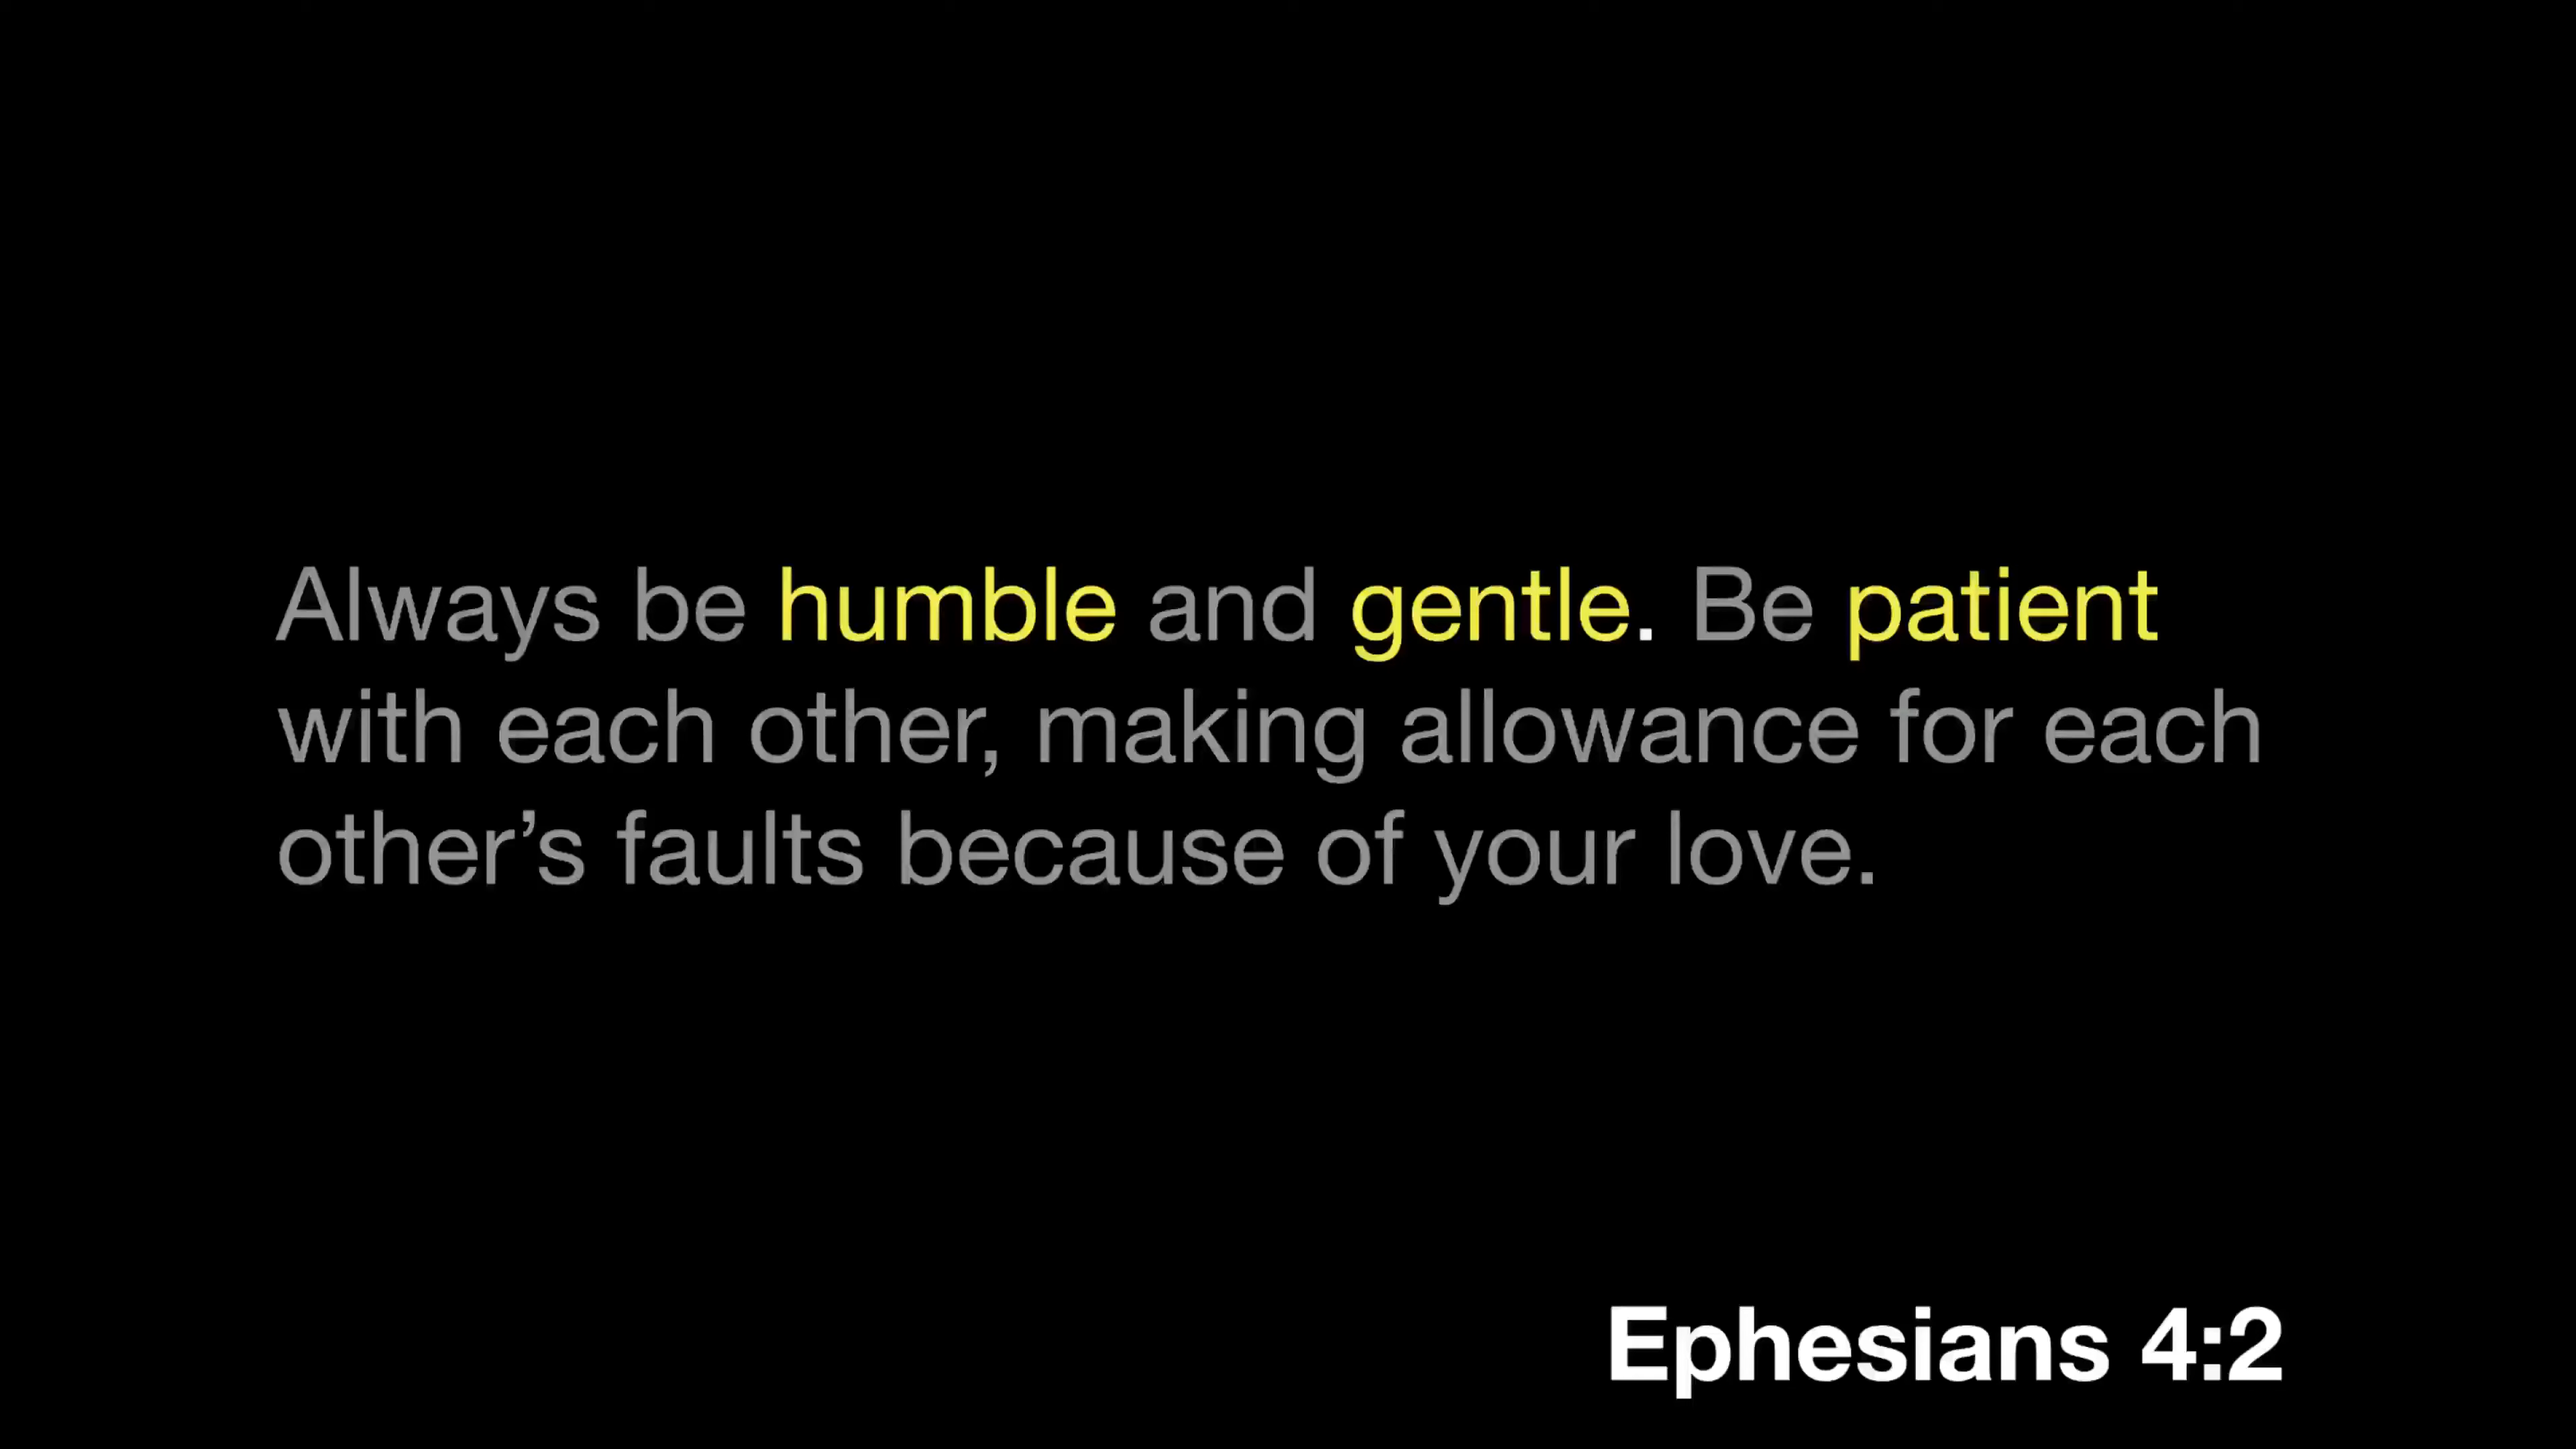 Always be humble and gentle. Be patient
with each other, making allowance for each
other’s faults because of your love.
Ephesians 4:2